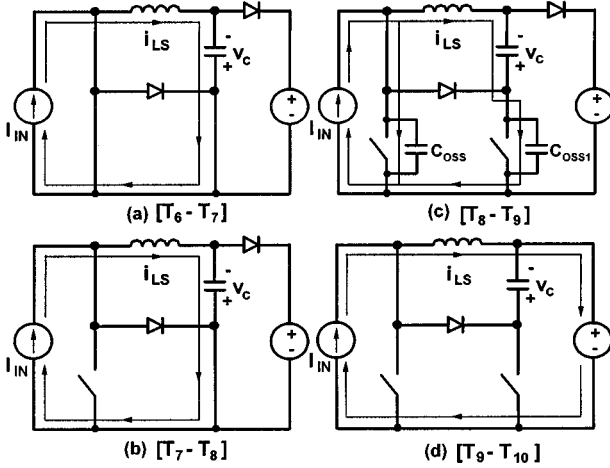 iLS
- + vC
IIN
+ -
(a) [T6 - T7]
iLS
- + vC
IIN
COSS
COSS1
+ -
(c) [T8 - T9]
iLS
- + vC
IIN
+ -
(b) [T7 - T8]
iLS
- + vC
IIN
+ -
(d) [T9 - T10]